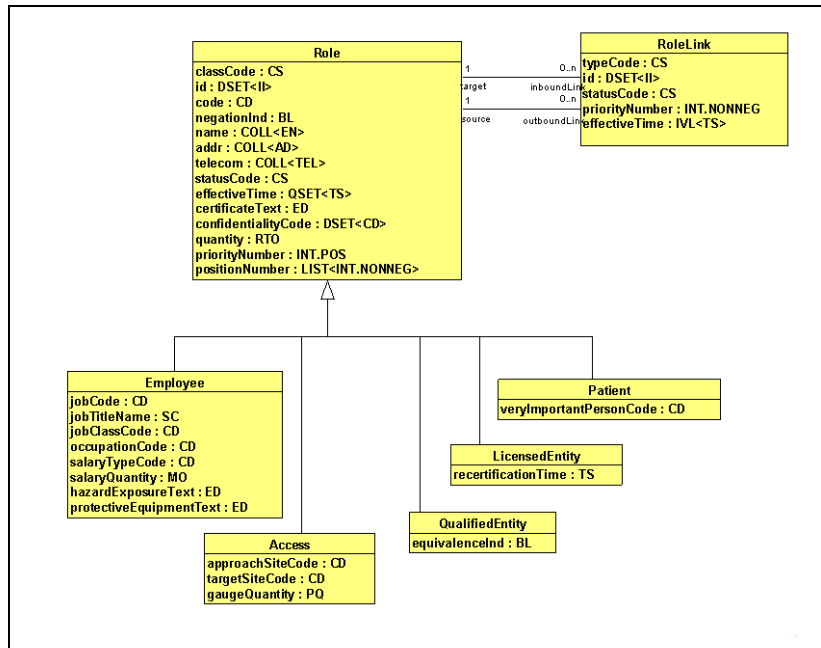 Role
classCode : CS
id : DSET<II>
code : CD
negationInd : BL
name : COLL<EN>
addr : COLL<AD>
telecom : COLL<TEL>
statusCode : CS
effectiveTime : QSET<TS>
certificateText : ED
confidentialityCode : DSET<CD>
quantity : RTO
priorityNumber : INT.POS
positionNumber : LIST<INT.NONNEG>
1
0..n
target
inboundLink
1
0..n
source
outboundLink
RoleLink
typeCode : CS
id : DSET<II>
statusCode : CS
priorityNumber : INT.NONNEG
effectiveTime : IVL<TS>
Employee
jobCode : CD
jobTitleName : SC
jobClassCode : CD
occupationCode : CD
salaryTypeCode : CD
salaryQuantity : MO
hazardExposureText : ED
protectiveEquipmentText : ED
Access
approachSiteCode : CD
targetSiteCode : CD
gaugeQuantity : PQ
QualifiedEntity
equivalenceInd : BL
LicensedEntity
recertificationTime : TS
Patient
veryImportantPersonCode : CD